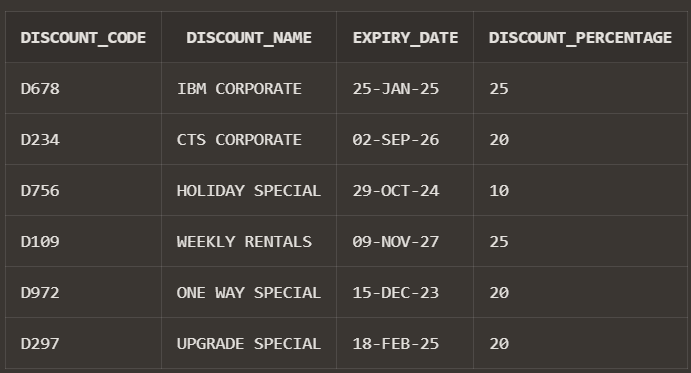 DISCOUNT_CODE DISCOUNT_NAME EXPIRY_DATE DISCOUNT_PERCENTAGE
D678 IBM CORPORATE 25-JAN-25 25
D234 CTS CORPORATE 02-SEP-26 20
D756 HOLIDAY SPECIAL 29-OCT-24 10
D109 WEEKLY RENTALS 09-NOV-27 25
D972 ONE WAY SPECIAL 15-DEC-23 20
D297 UPGRADE SPECIAL 18-FEB-25 20